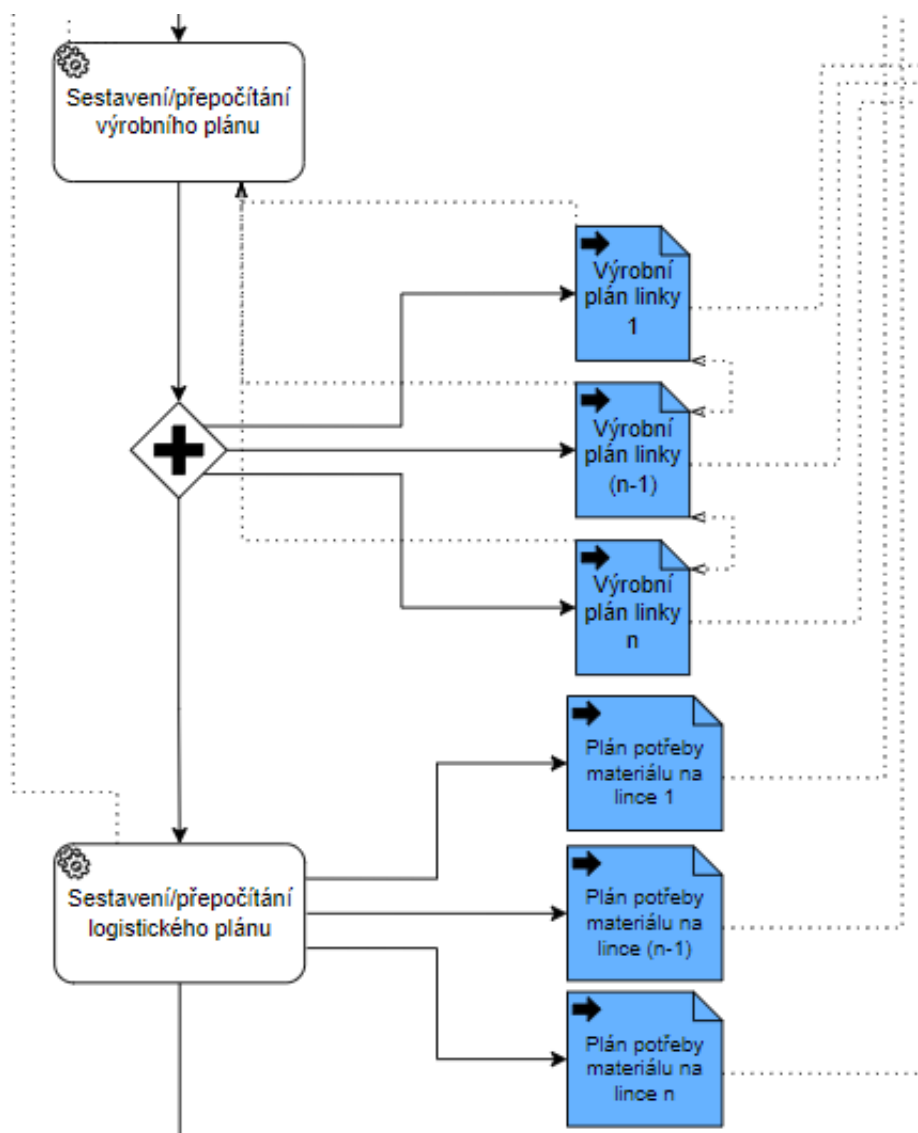 Sestavení/přepočítání
výrobního plánu
Výrobní
plán linky
1
Výrobní
plán linky
(n-1)
Výrobní
plán linky
n
Plán potřeby
materiálu na
lince 1
Sestavení/přepočítání
logistického plánu
Plán potřeby
materiálu na
lince (n-1)
Plán potřeby
materiálu na
lince n